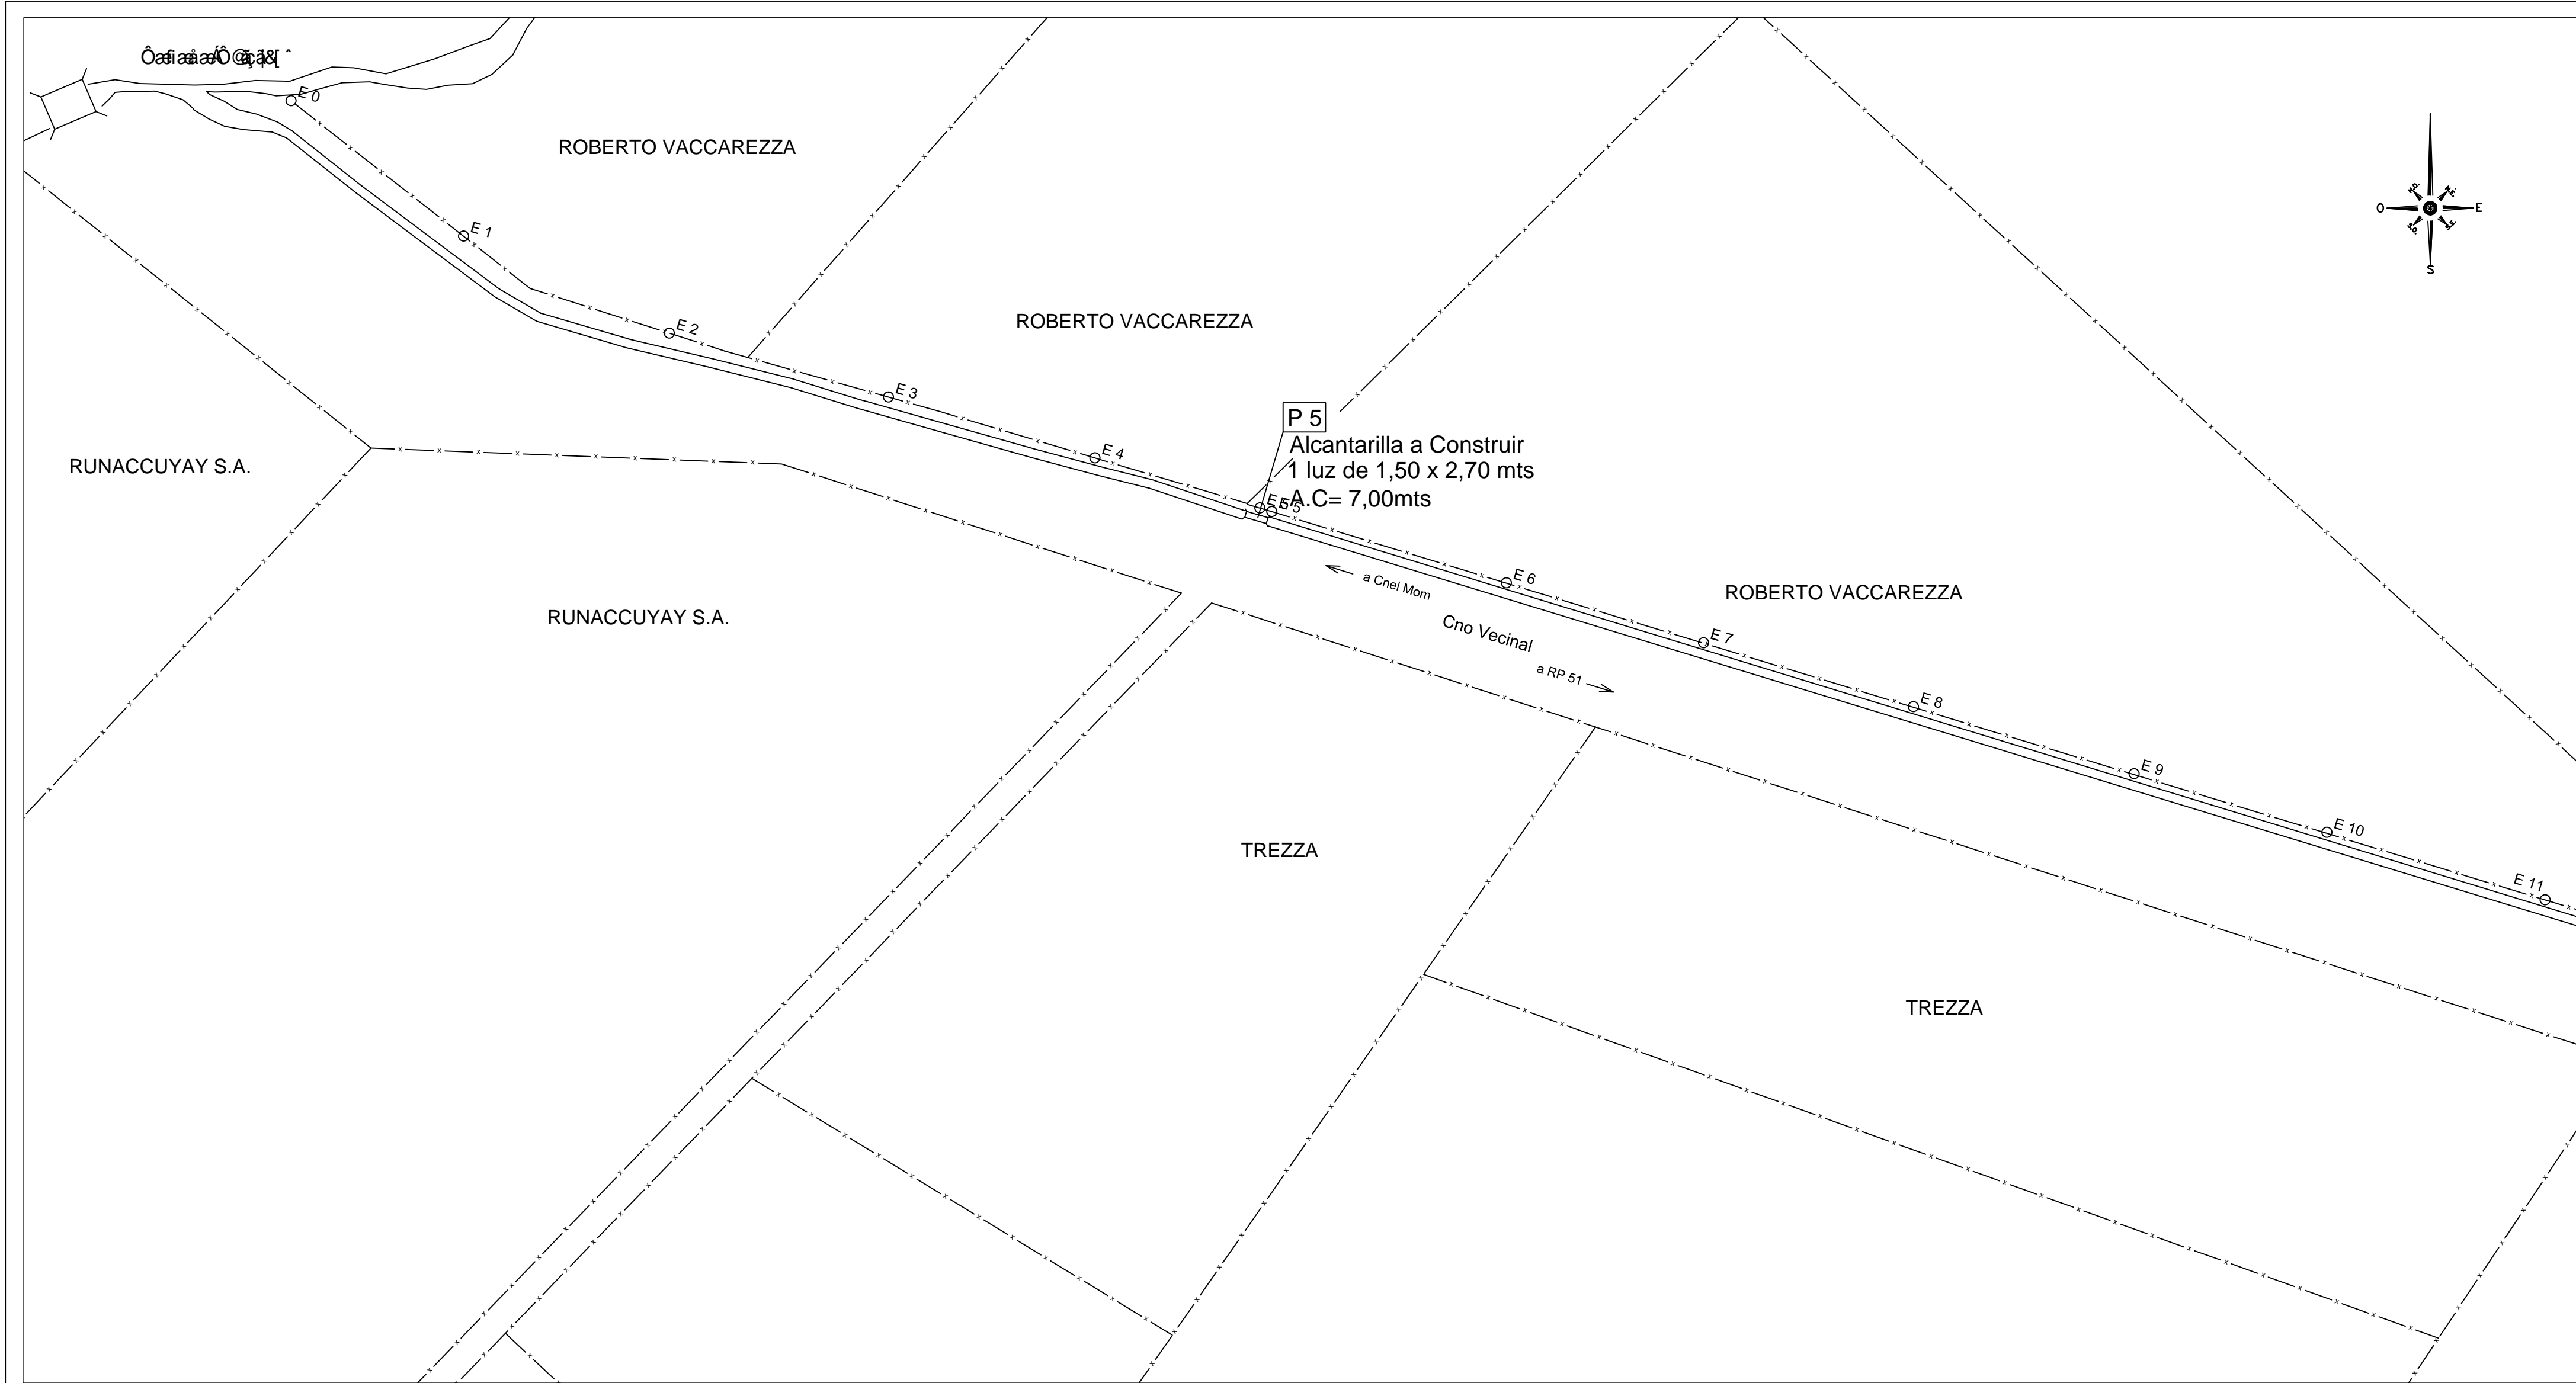 E 0
ROBERTO VACCAREZZA
N.O.
N.E.
O
E
S.O.
S.E.
S
E 1
ROBERTO VACCAREZZA
E 2
E 3
P 5
Alcantarilla a Construir
1 luz de 1,50 x 2,70 mts
A.C= 7,00mts
E 4
RUNACCUYAY S.A.
E 5
E 6
a Cnel Mom
ROBERTO VACCAREZZA
RUNACCUYAY S.A.
Cno Vecinal
E 7
a RP 51
E 8
E 9
E 10
TREZZA
E 11
TREZZA